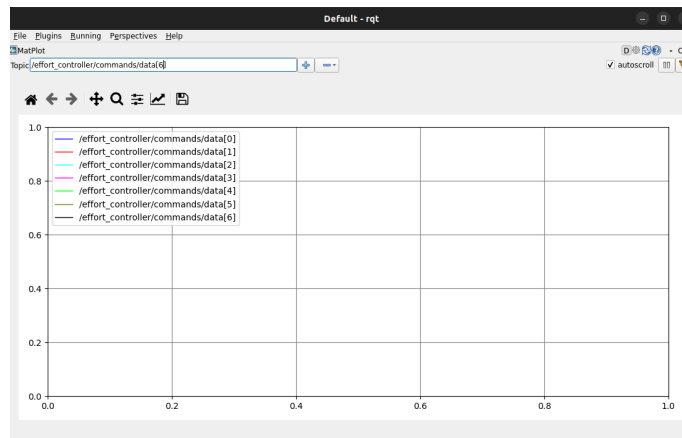 Default - rqt
File Plugins Running Perspectives Help
MatPlot
D
Topic /effort_controller/commands/data[6]
autoscroll
/effort_controller/commands/data[0]
/effort_controller/commands/data[1]
/effort_controller/commands/data[2]
/effort_controller/commands/data[3]
/effort_controller/commands/data[4]
/effort_controller/commands/data[5]
/effort_controller/commands/data[6]
1.0
0.8
0.6
0.4
0.2
0.0
0.0 0.2 0.4 0.6 0.8 1.0